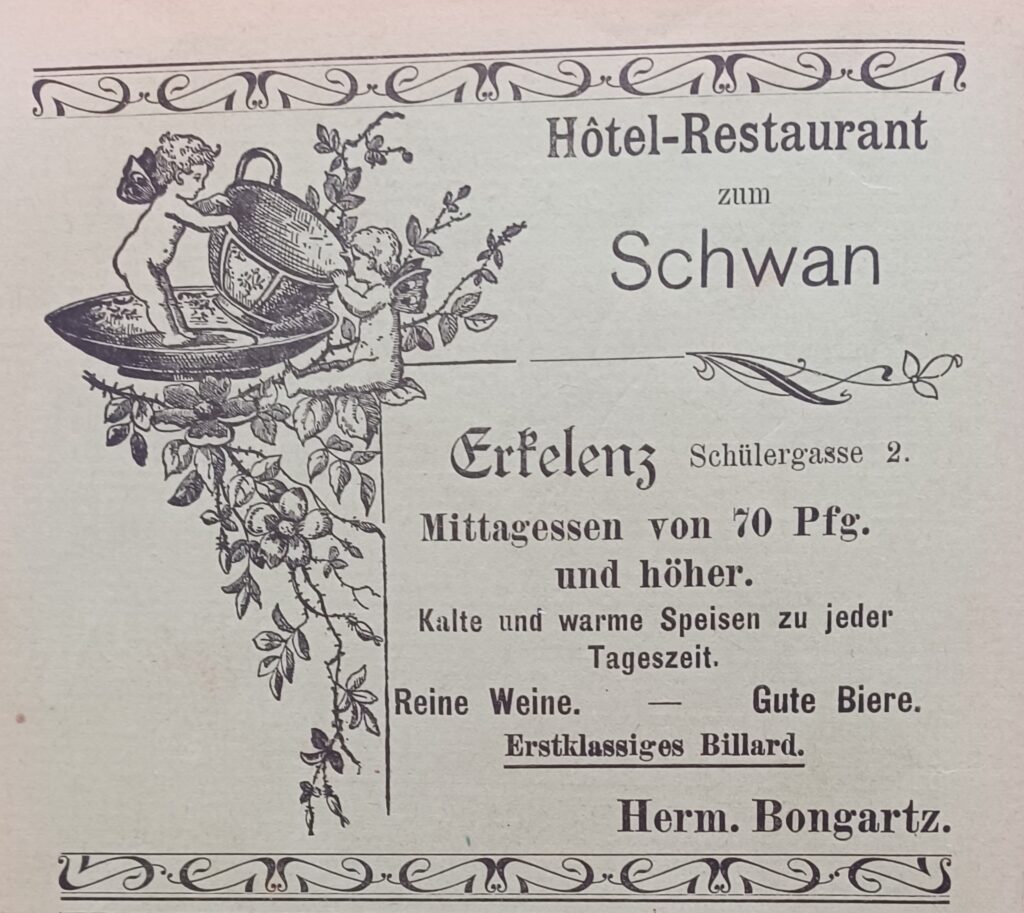 Hôtel-Restaurant
zum
Schwan
Erkelenz Schülergasse 2.
Mittagessen von 70 Pfg.
und höher.
Kalte und warme Speisen zu jeder
Tageszeit.
Reine Weine. — Gute Biere.
Erstklassiges Billard.
Herm. Bongartz.